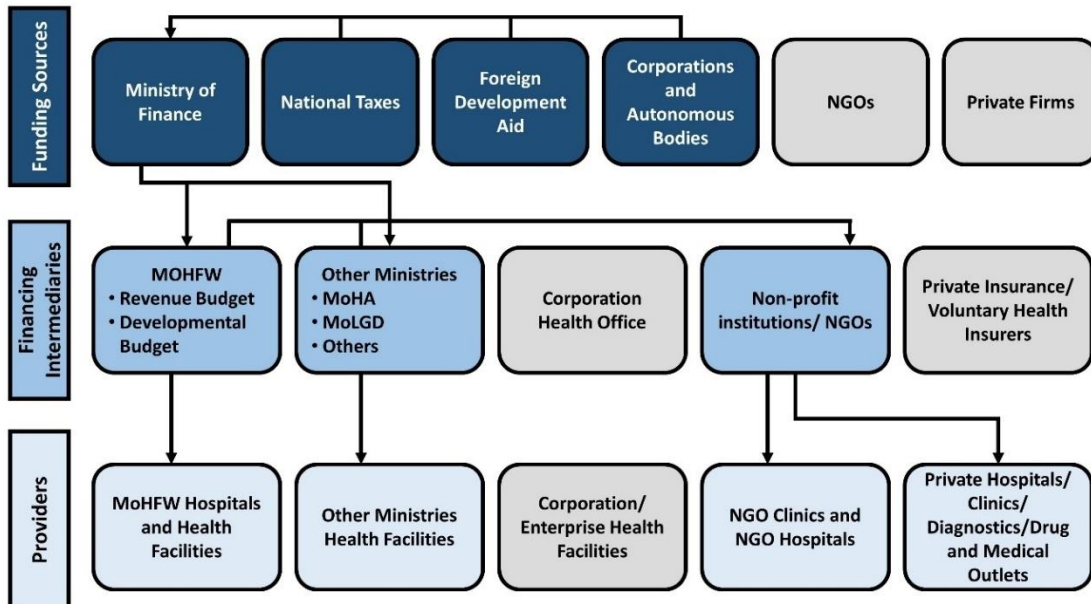 Funding Sources
Ministry of
Finance
National Taxes
Foreign
Development
Aid
Corporations
and
Autonomous
Bodies
NGOs
Private Firms
Financing
Intermediaries
MOHFW
• Revenue Budget
• Developmental
Budget
Other Ministries
• MoHA
• MoLGD
• Others
Corporation
Health Office
Non-profit
institutions/ NGOs
Private Insurance/
Voluntary Health
Insurers
Providers
MoHFW Hospitals
and Health
Facilities
Other Ministries
Health Facilities
Corporation/
Enterprise Health
Facilities
NGO Clinics and
NGO Hospitals
Private Hospitals/
Clinics/
Diagnostics/Drug
and Medical
Outlets